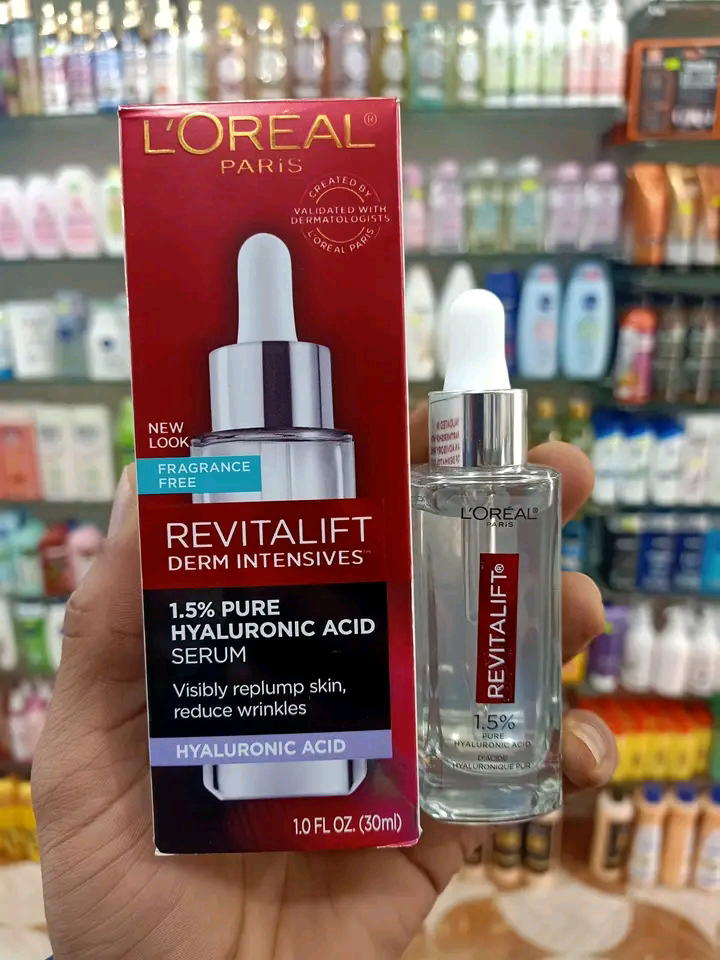 L'ORÉAL®
PARIS
CREATED BY
VALIDATED WITH
DERMATOLOGISTS
L'ORÉAL PARIS
NEW
LOOK
FRAGRANCE
FREE
REVITALIFT
DERM INTENSIVES™
1.5% PURE
HYALURONIC ACID
SERUM
Visibly replump skin,
reduce wrinkles
HYALURONIC ACID
1.0 FL OZ. (30ml)
L'ORÉAL®
PARIS
REVITALIFT®
1.5%
PURE
HYALURONIC ACID
D'ACIDE
HYALURONIQUE PUR